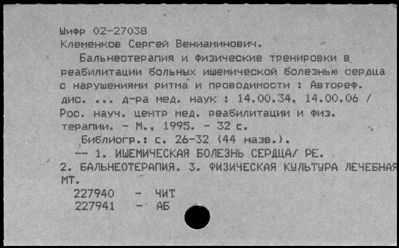 Шифр 02-27038
Клеменков Сергей Вениаминович.
Бальнеотерапия и физические тренировки в
реабилитации больных ишемической болезнью сердца
с нарушениями ритма и проводимости : Автореф.
дис. ... д-ра мед. наук : 14.00.34, 14.00.06 /
Рос. науч. центр мед. реабилитации и физ.
терапии. - М., 1995. - 32 с.
Библиогр.: с. 26-32 (44 назв.).
-- 1. ИШЕМИЧЕСКАЯ БОЛЕЗНЬ СЕРДЦА/ РЕ.
2. БАЛЬНЕОТЕРАПИЯ. 3. ФИЗИЧЕСКАЯ КУЛЬТУРА ЛЕЧЕБНАЯ
МТ.
227940 - ЧИТ
227941 - АБ